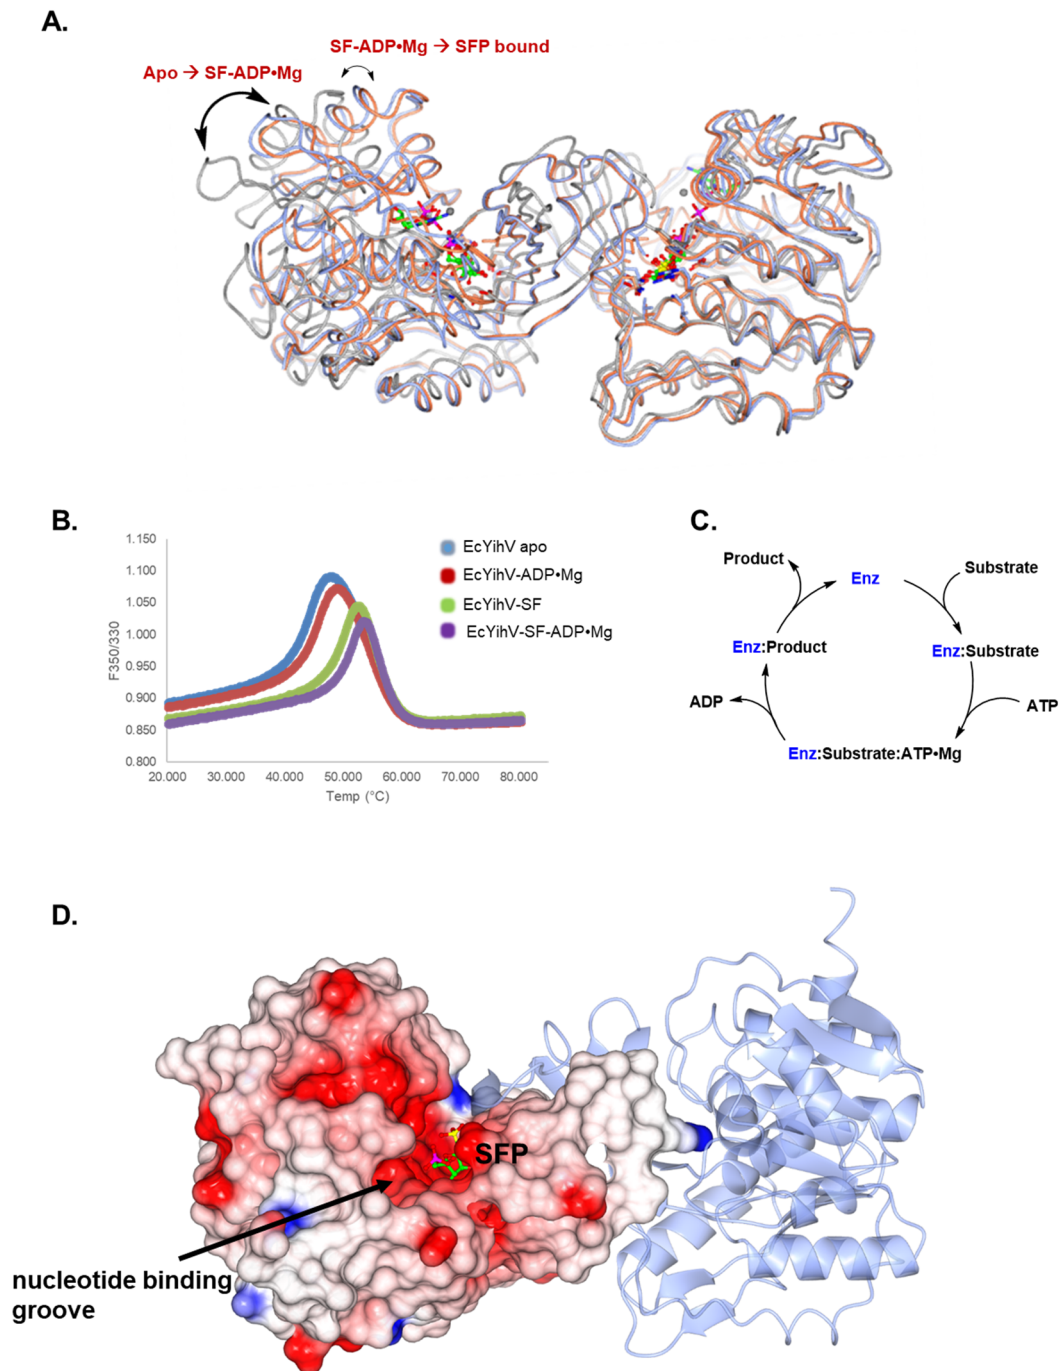 A.
SF-ADP•Mg → SFP bound
Apo → SF-ADP•Mg
B.
1.150
1.100
1.050
1.000
0.950
0.900
0.850
0.800
F350/330
20.000 30.000 40.000 50.000 60.000 70.000 80.000
Temp (°C)
EcYihV apo
EcYihV-ADP•Mg
EcYihV-SF
EcYihV-SF-ADP•Mg
C.
Product
Enz
Substrate
Enz:Product
Enz:Substrate
ADP
ATP
Enz:Substrate:ATP•Mg
D.
SFP
nucleotide binding
groove